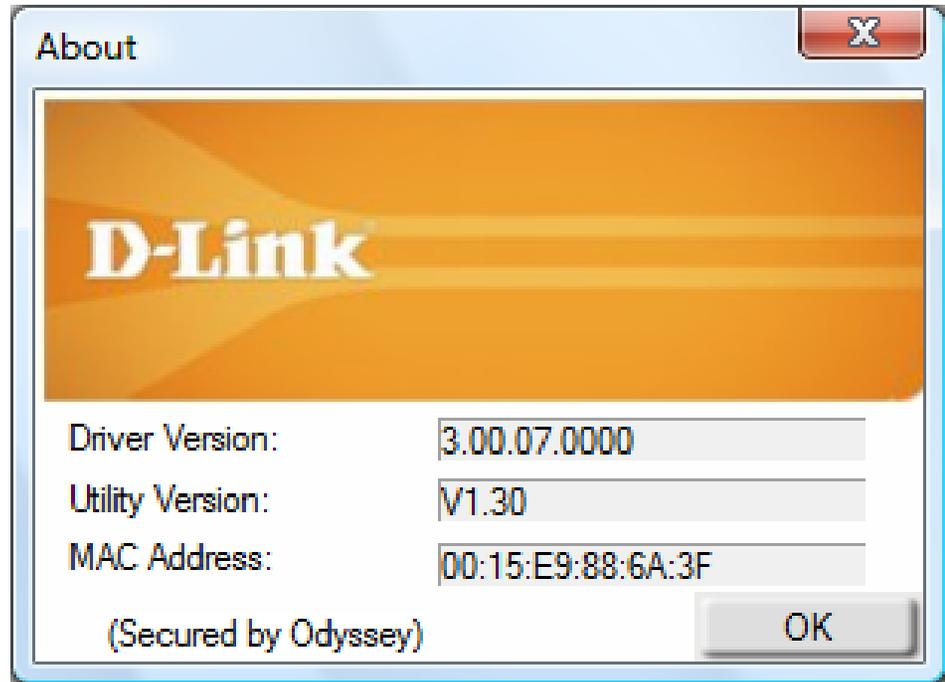 About
D-Link
Driver Version: 3.00.07.0000
Utility Version: V1.30
MAC Address: 00:15:E9:88:6A:3F
(Secured by Odyssey) OK